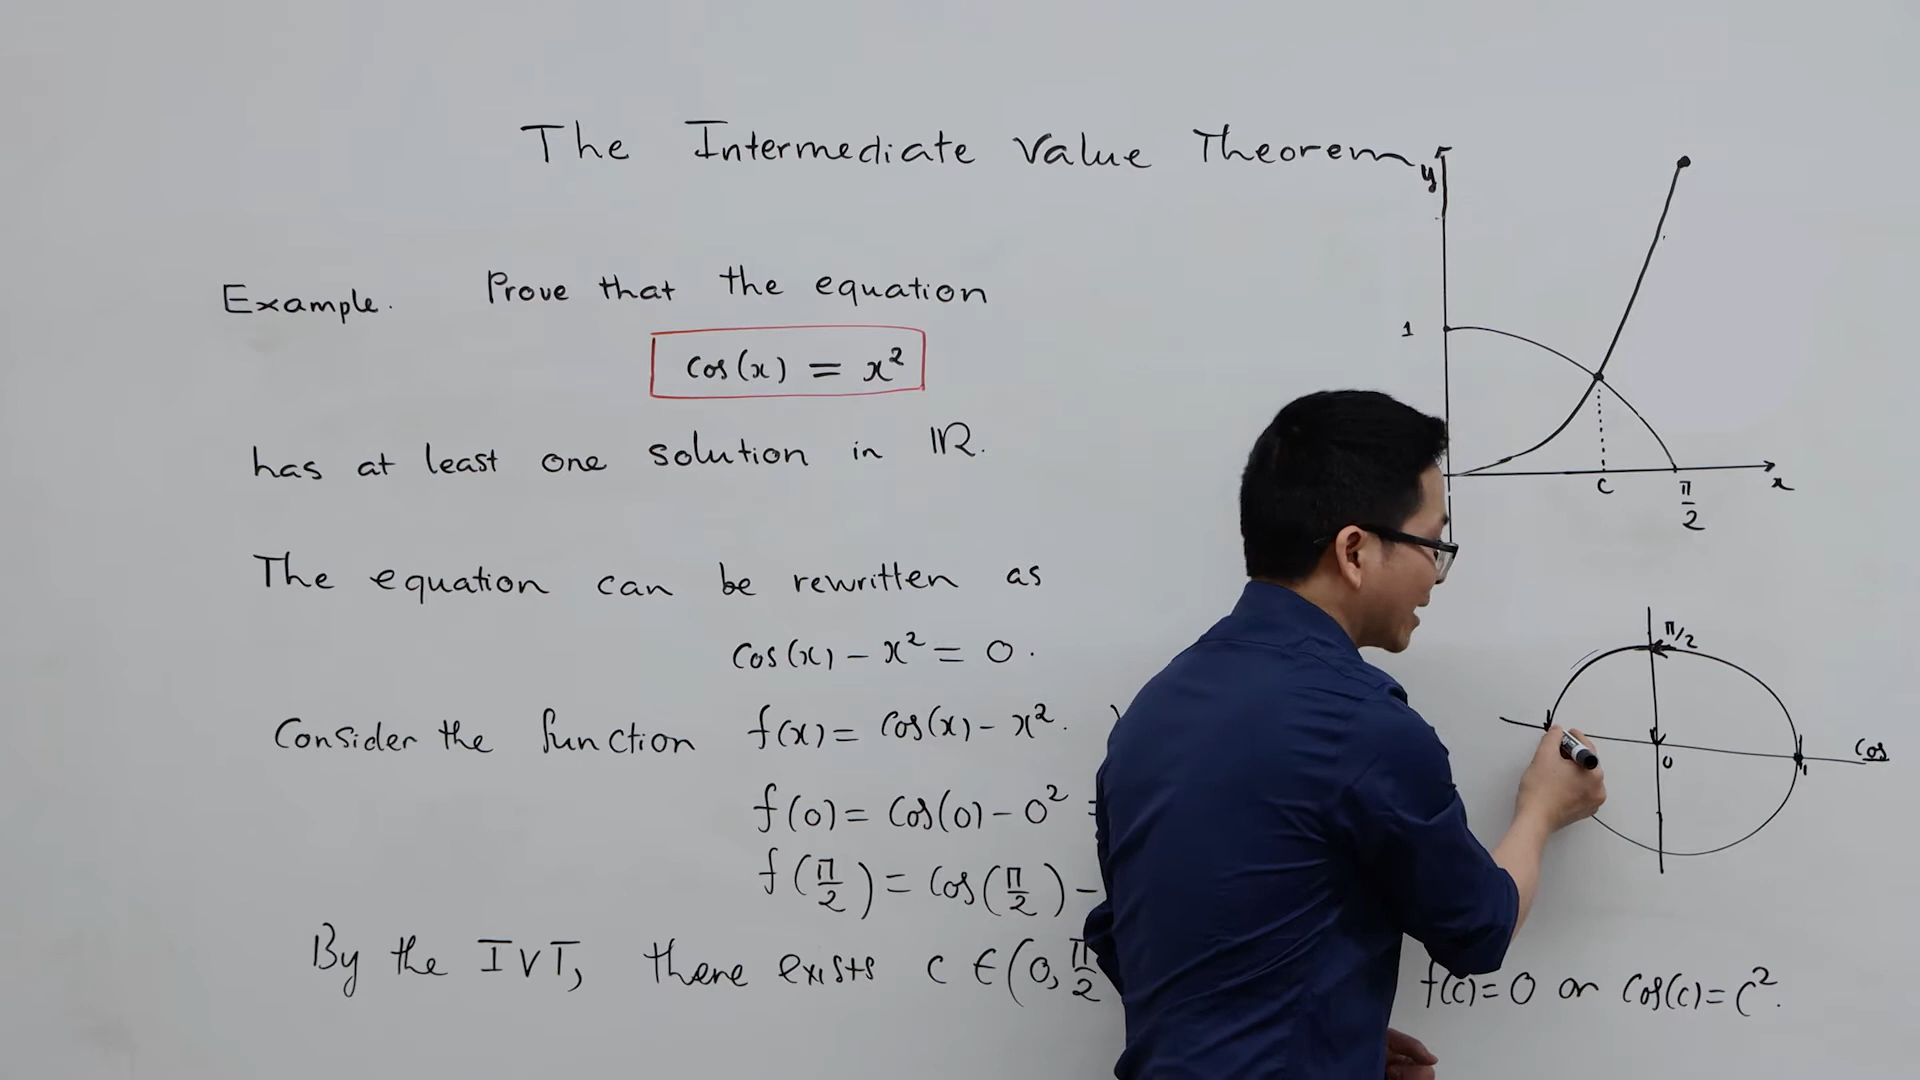 The Intermediate Value Theorem
Example. Prove that the equation
cos(x) = x²
has at least one solution in ℝ.
The equation can be rewritten as
cos(x) – x² = 0.
Consider the function f(x) = cos(x) – x².
f(0) = cos(0) – 0² =
f(π/2) = cos(π/2) –
By the IVT, there exists c ∈ (0, π/2
f(c) = 0 or cos(c) = c².
y
1
c
π/2
x
π/2
0
1
cos